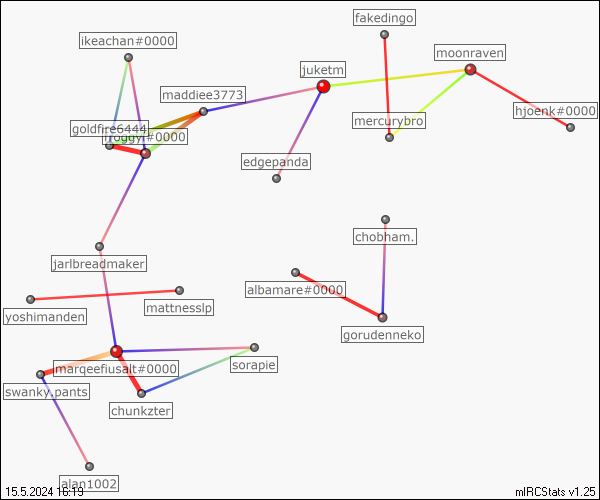 fakedingo
ikeachan#0000
moonraven
juketm
maddiee3773
hjoenk#0000
mercurybro
goldfire6444
froggyf#0000
edgepanda
chobham.
jarlbreadmaker
albamare#0000
mattnesslp
yoshimanden
gorudenneko
sorapie
marqeefiusalt#0000
swanky.pants
chunkzter
alan1002
15.5.2024 16:19
mIRCStats v1.25